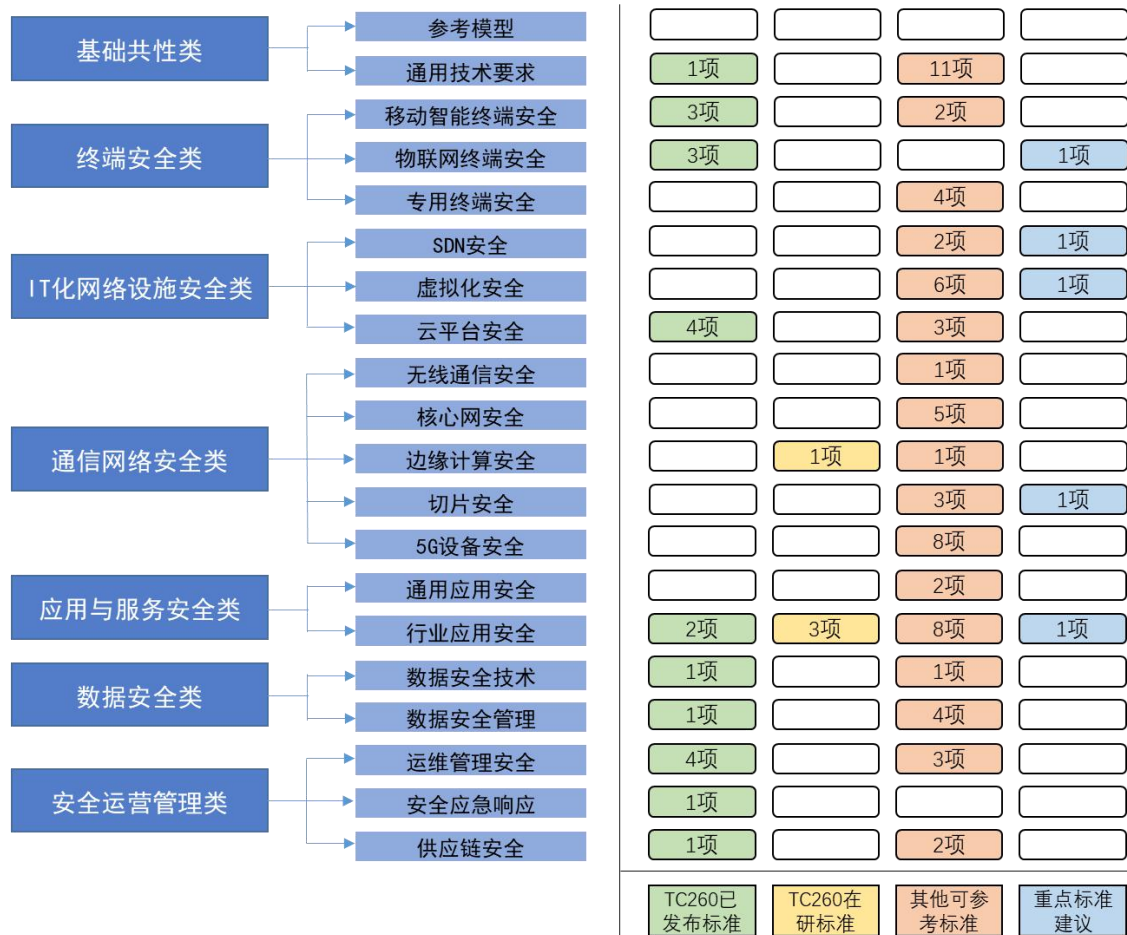 基础共性类
参考模型
通用技术要求
1项
11项
终端安全类
移动智能终端安全
3项
2项
物联网终端安全
3项
1项
专用终端安全
4项
IT化网络设施安全类
SDN安全
2项
1项
虚拟化安全
6项
1项
云平台安全
4项
3项
通信网络安全类
无线通信安全
1项
核心网安全
5项
边缘计算安全
1项
1项
切片安全
3项
1项
5G设备安全
8项
应用与服务安全类
通用应用安全
2项
行业应用安全
2项
3项
8项
1项
数据安全类
数据安全技术
1项
1项
数据安全管理
1项
4项
安全运营管理类
运维管理安全
4项
3项
安全应急响应
1项
供应链安全
1项
2项
TC260已
发布标准
TC260在
研标准
其他可参
考标准
重点标准
建议